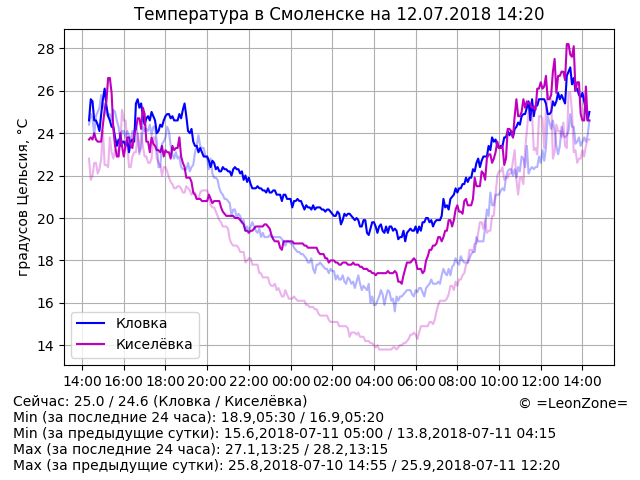 Температура в Смоленске на 12.07.2018 14:20
градусов Цельсия, °C
28
26
24
22
20
18
16
14
Кловка
Киселёвка
14:00 16:00 18:00 20:00 22:00 00:00 02:00 04:00 06:00 08:00 10:00 12:00 14:00
Сейчас: 25.0 / 24.6 (Кловка / Киселёвка)
© =LeonZone=
Min (за последние 24 часа): 18.9,05:30 / 16.9,05:20
Min (за предыдущие сутки): 15.6,2018-07-11 05:00 / 13.8,2018-07-11 04:15
Max (за последние 24 часа): 27.1,13:25 / 28.2,13:15
Max (за предыдущие сутки): 25.8,2018-07-10 14:55 / 25.9,2018-07-11 12:20